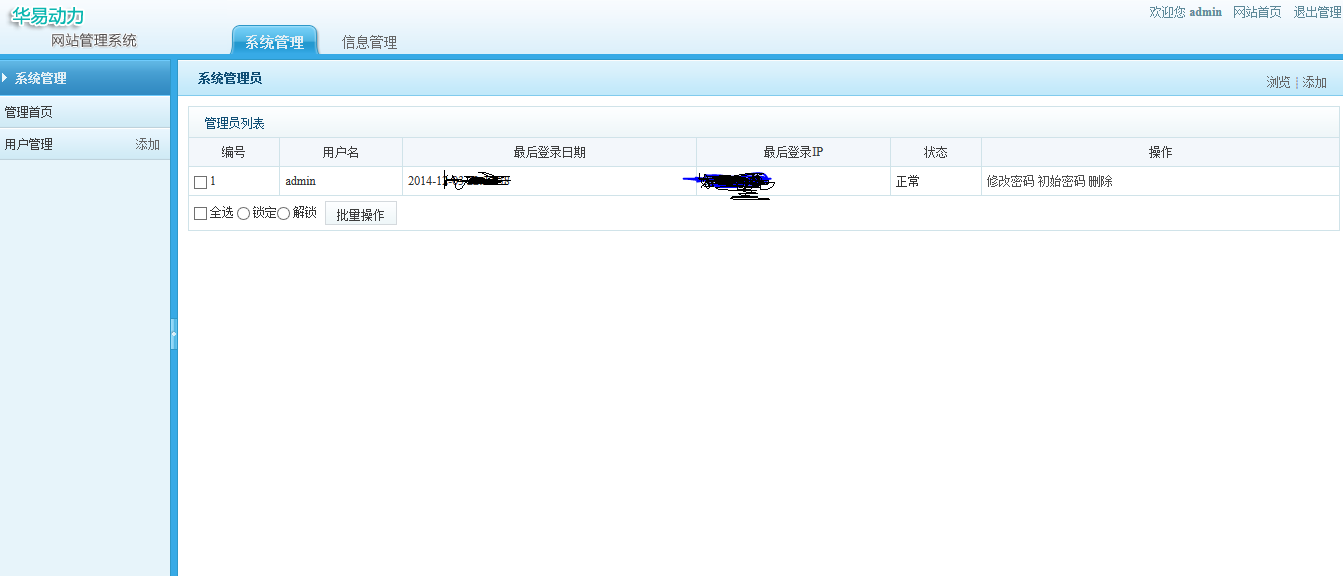 华易动力
网站管理系统
系统管理 信息管理
欢迎您 admin 网站首页 退出管理
系统管理
管理首页
用户管理 添加
系统管理员
浏览 | 添加
管理员列表
编号 用户名 最后登录日期 最后登录IP 状态 操作
1 admin 2014-1 正常 修改密码 初始密码 删除
全选 锁定 解锁 批量操作